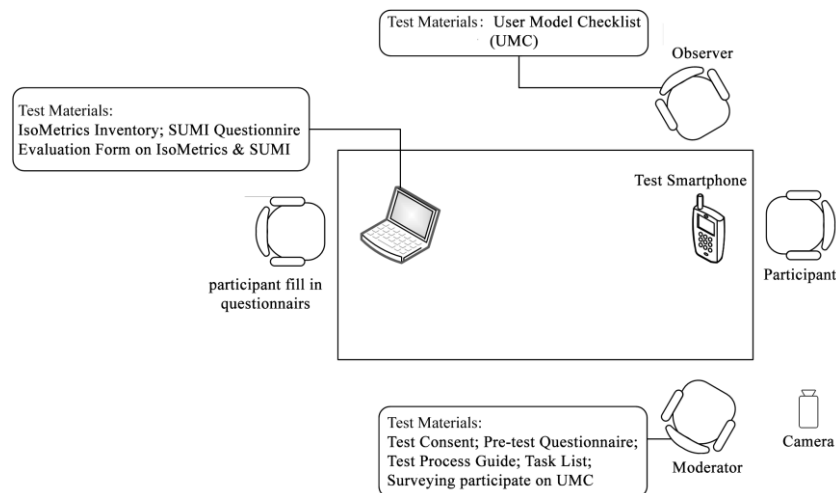 Test Materials: User Model Checklist
(UMC)
Observer
Test Materials:
IsoMetrics Inventory; SUMI Questionnire
Evaluation Form on IsoMetrics & SUMI
Test Smartphone
participant fill in
questionnairs
Participant
Test Materials:
Test Consent; Pre-test Questionnaire;
Test Process Guide; Task List;
Surveying participate on UMC
Moderator
Camera